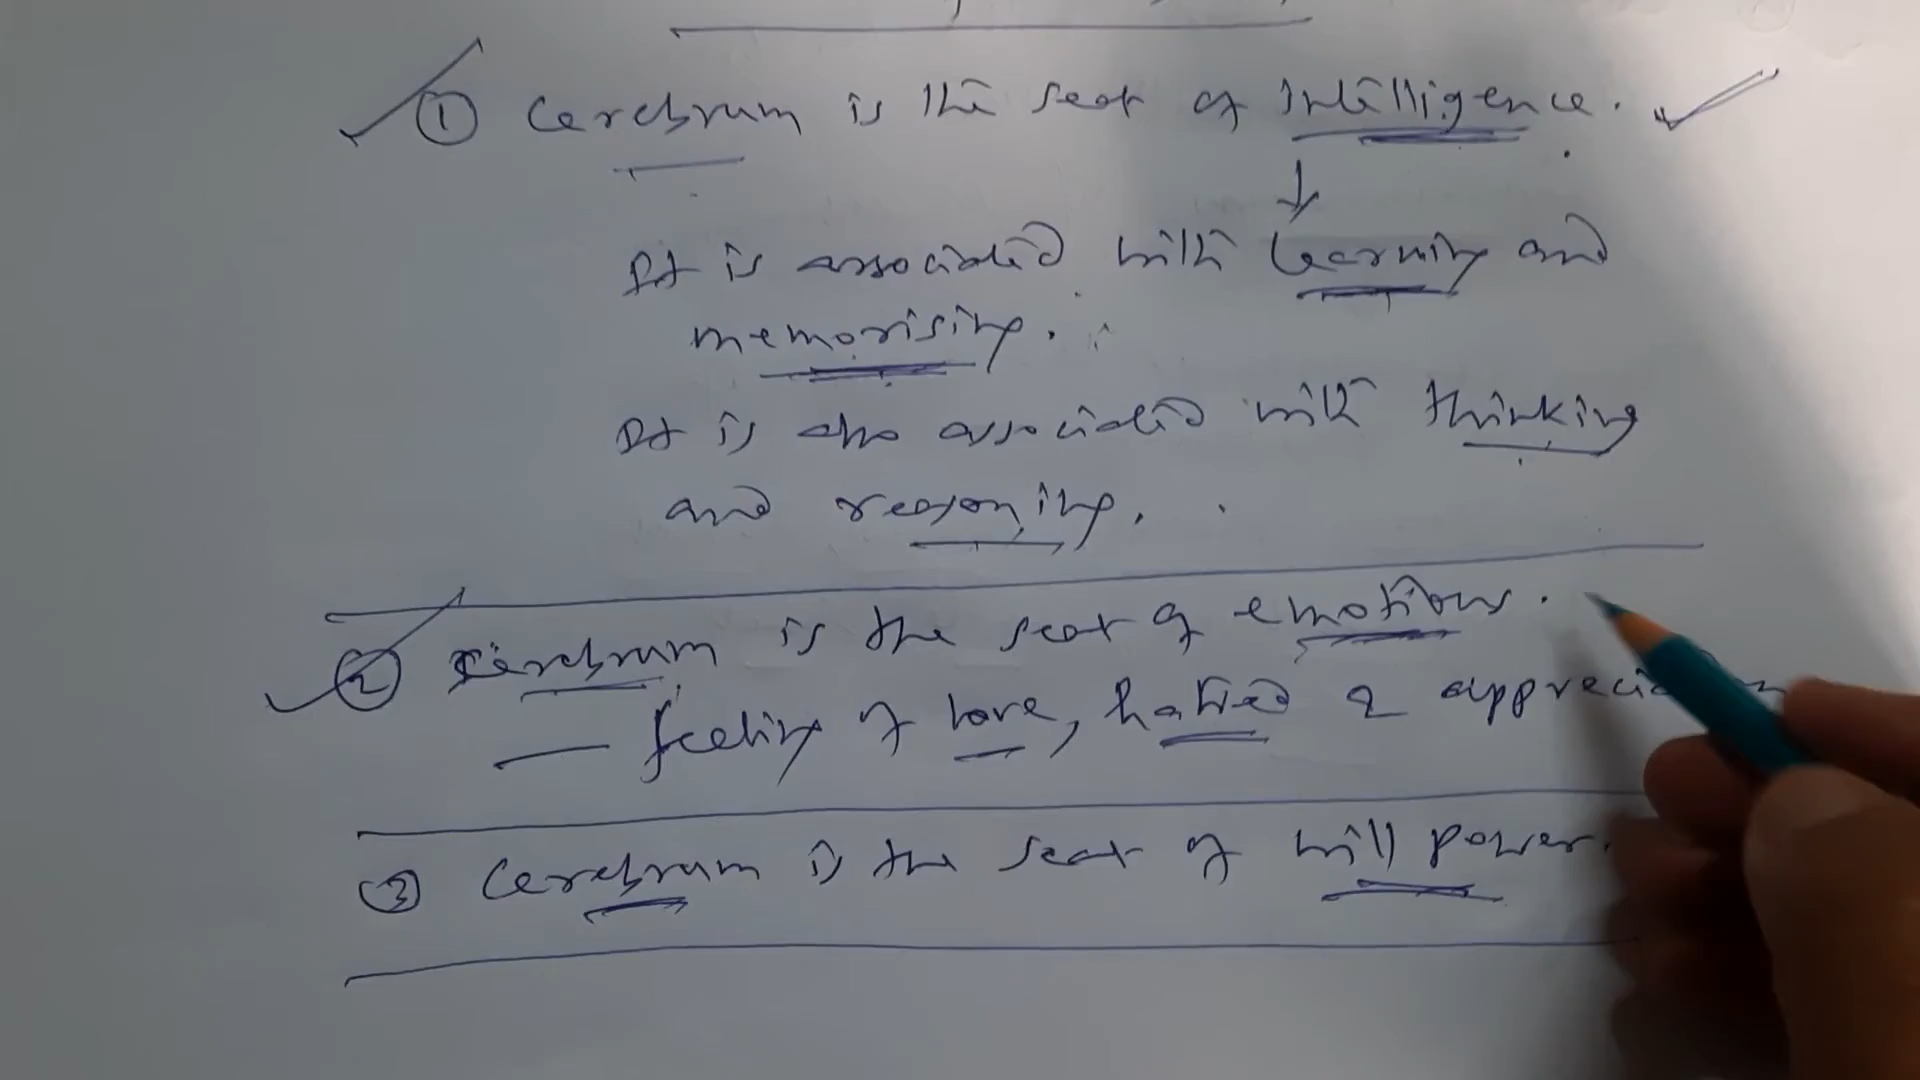 ① Cerebrum is the seat of Intelligence.
It is associated with learning and
memorising.
It is also associated with thinking
and reasoning.
② Cerebrum is the seat of emotions.
— feeling of love, hatred &
③ Cerebrum is the seat of will power.